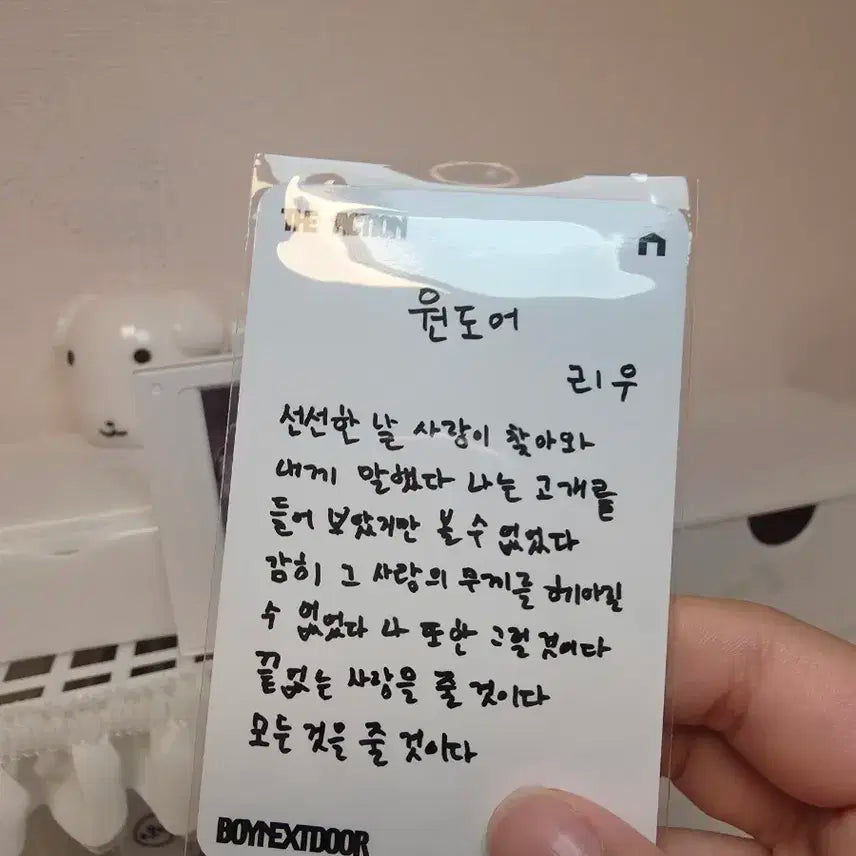 THE ACTION
원도어
리우
선선한 날 사랑이 찾아와
내게 말했다 나는 고개를
들어 보았지만 볼 수 없었다
감히 그 사랑의 무게를 헤아릴
수 없었다 나 또한 그럴 것이다
끝없는 사랑을 줄 것이다
모든 것을 줄 것이다
BOYNEXTDOOR